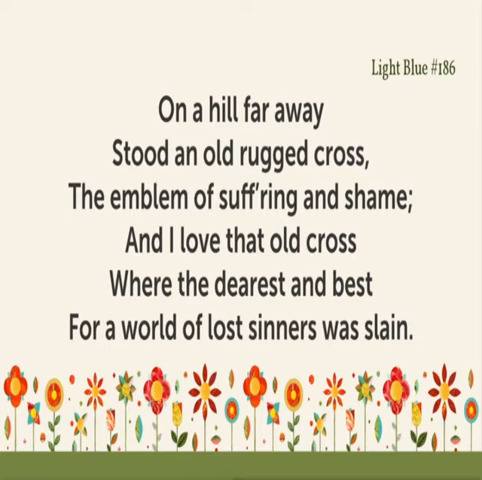 Light Blue #186
On a hill far away
Stood an old rugged cross,
The emblem of suff'ring and shame;
And I love that old cross
Where the dearest and best
For a world of lost sinners was slain.